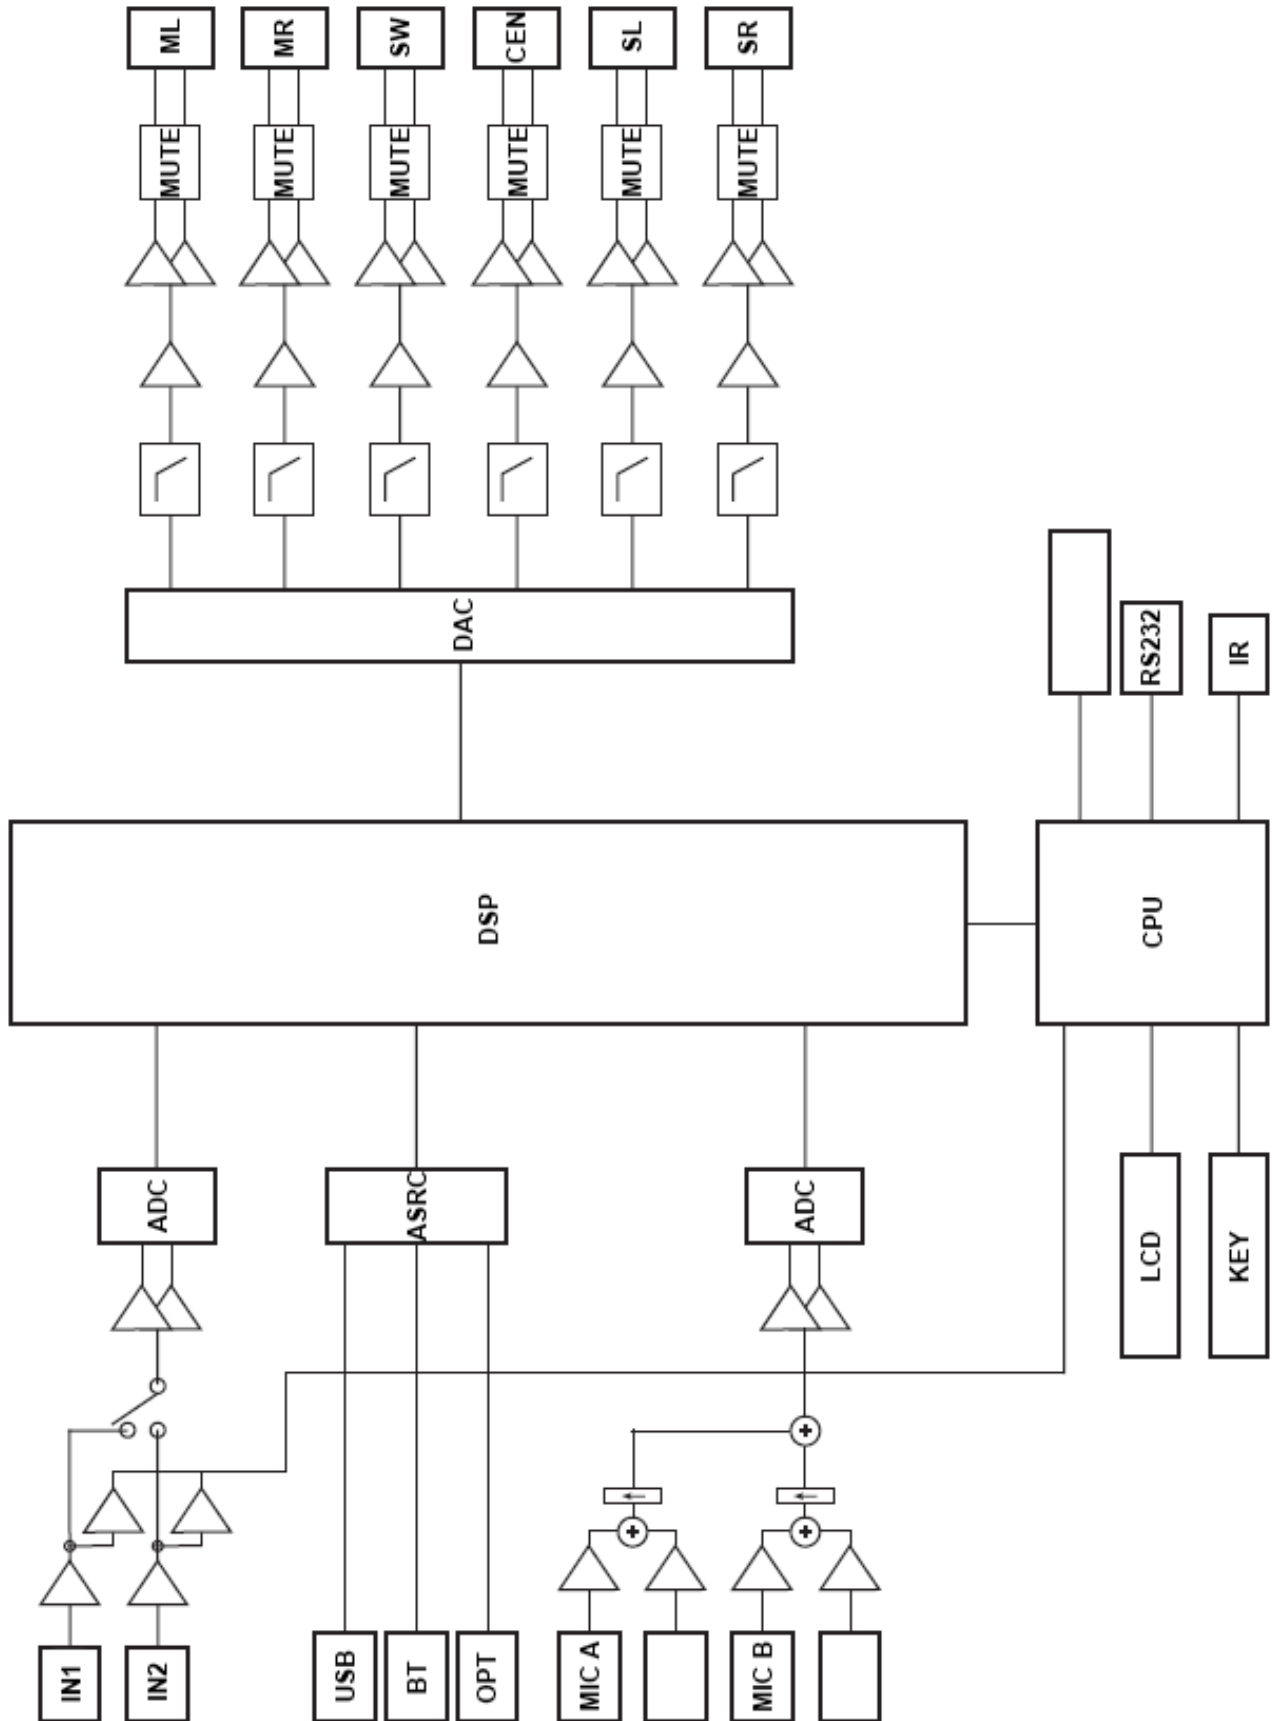 ML
MR
SW
CEN
SL
SR
MUTE
MUTE
MUTE
MUTE
MUTE
MUTE
DAC
RS232
IR
DSP
CPU
ADC
ASRC
ADC
LCD
KEY
IN1
IN2
USB
BT
OPT
MIC A
MIC B